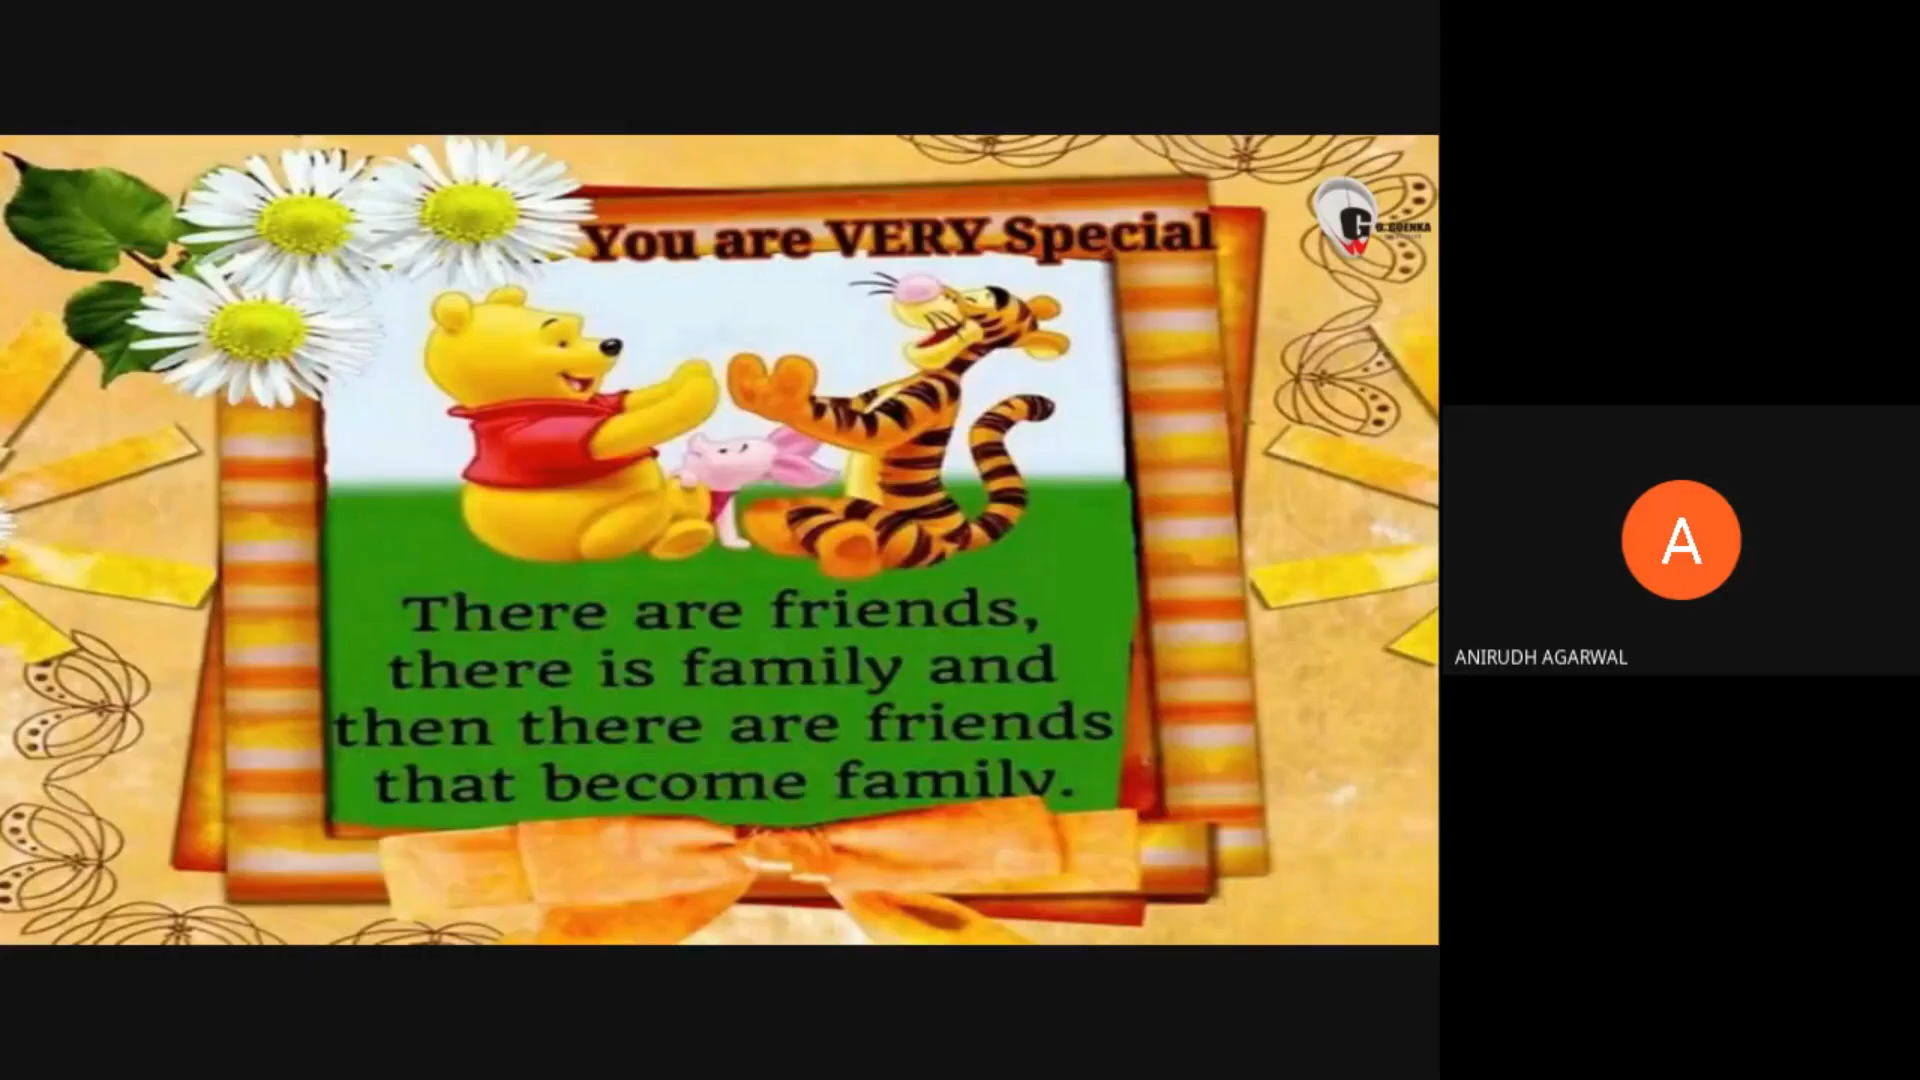 You are VERY Special
G
G.D. GOENKA
There are friends,
there is family and
then there are friends
that become family.
A
ANIRUDH AGARWAL